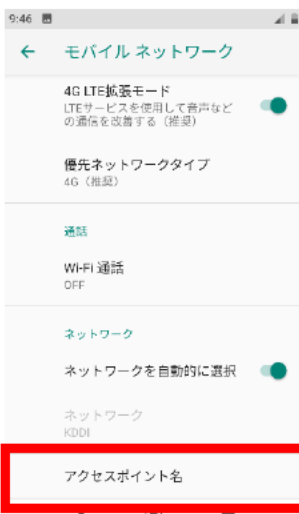 9:46
モバイル ネットワーク
4G LTE拡張モード
LTEサービスを使用して音声など
の通信を改善する（推奨）
優先ネットワークタイプ
4G（推奨）
通話
Wi-Fi 通話
OFF
ネットワーク
ネットワークを自動的に選択
ネットワーク
KDDI
アクセスポイント名